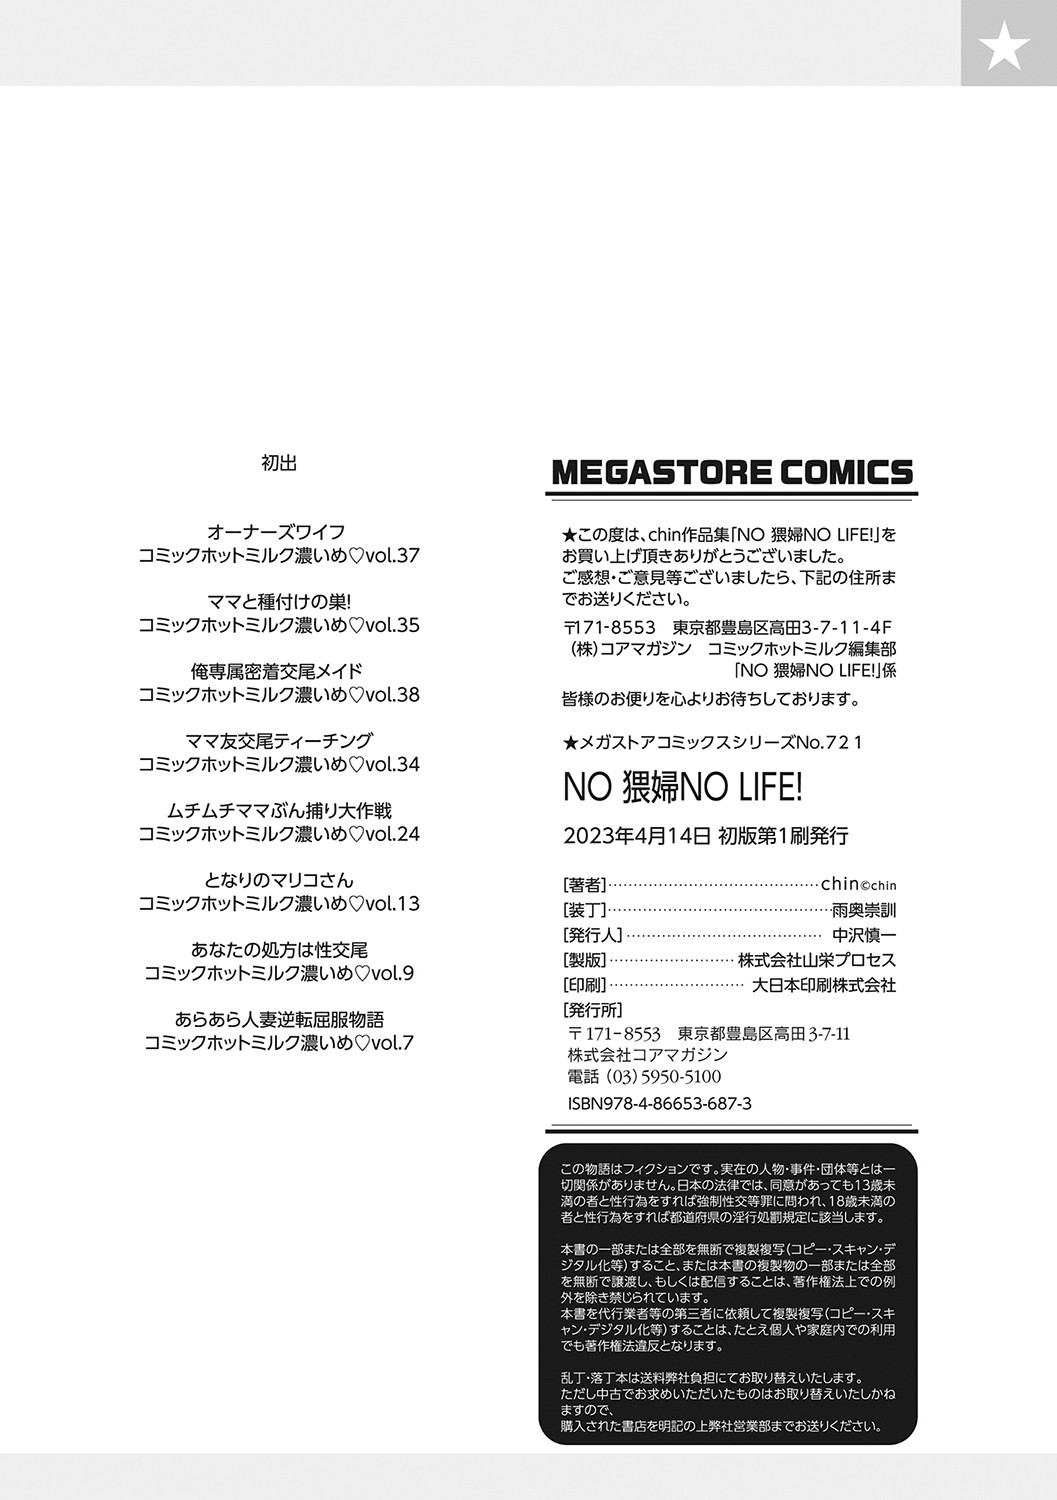 初出
オーナーズワイフ
コミックホットミルク濃いめ♡vol.37
ママと種付けの巣!
コミックホットミルク濃いめ♡vol.35
俺専属密着交尾メイド
コミックホットミルク濃いめ♡vol.38
ママ友交尾ティーチング
コミックホットミルク濃いめ♡vol.34
ムチムチママぶん捕り大作戦
コミックホットミルク濃いめ♡vol.24
となりのマリコさん
コミックホットミルク濃いめ♡vol.13
あなたの処方は性交尾
コミックホットミルク濃いめ♡vol.9
あらあら人妻逆転屈服物語
コミックホットミルク濃いめ♡vol.7
MEGASTORE COMICS
★この度は、chin作品集「NO 猥婦NO LIFE!」を
お買い上げ頂きありがとうございました。
ご感想・ご意見等ございましたら、下記の住所ま
でお送りください。
〒171-8553　東京都豊島区高田3-7-11-4F
（株）コアマガジン　コミックホットミルク編集部
「NO 猥婦NO LIFE!」係
皆様のお便りを心よりお待ちしております。
★メガストアコミックスシリーズNo.721
NO 猥婦NO LIFE!
2023年4月14日 初版第1刷発行
[著者]……………………………………chin©chin
[装丁]……………………………………雨奥崇訓
[発行人]………………………………… 中沢慎一
[製版]……………………… 株式会社山栄プロセス
[印刷]……………………… 大日本印刷株式会社
[発行所]
〒171-8553　東京都豊島区高田3-7-11
株式会社コアマガジン
電話（03）5950-5100
ISBN978-4-86653-687-3
この物語はフィクションです。実在の人物・事件・団体等とは一
切関係がありません。日本の法律では、同意があっても13歳未
満の者と性行為をすれば強制性交等罪に問われ、18歳未満の
者と性行為をすれば都道府県の淫行処罰規定に該当します。
本書の一部または全部を無断で複製複写（コピー・スキャン・デ
ジタル化等）すること、または本書の複製物の一部または全部
を無断で譲渡し、もしくは配信することは、著作権法上での例
外を除き禁じられています。
本書を代行業者等の第三者に依頼して複製複写（コピー・スキ
ャン・デジタル化等）することは、たとえ個人や家庭内での利用
でも著作権法違反となります。
乱丁・落丁本は送料弊社負担にてお取り替えいたします。
ただし中古でお求めいただいたものはお取り替えいたしかね
ますので、
購入された書店を明記の上弊社営業部までお送りください。